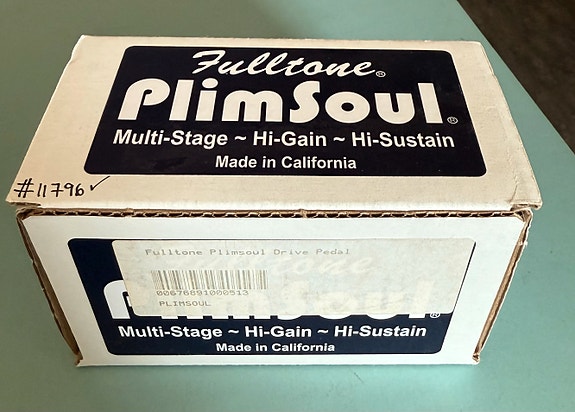 Fulltone®
PlimSoul®
Multi-Stage ~ Hi-Gain ~ Hi-Sustain
Made in California
#11796✓
Fulltone Plimsoul Drive Pedal
PLIMSOUL
PlimSoul®
Multi-Stage ~ Hi-Gain ~ Hi-Sustain
Made in California